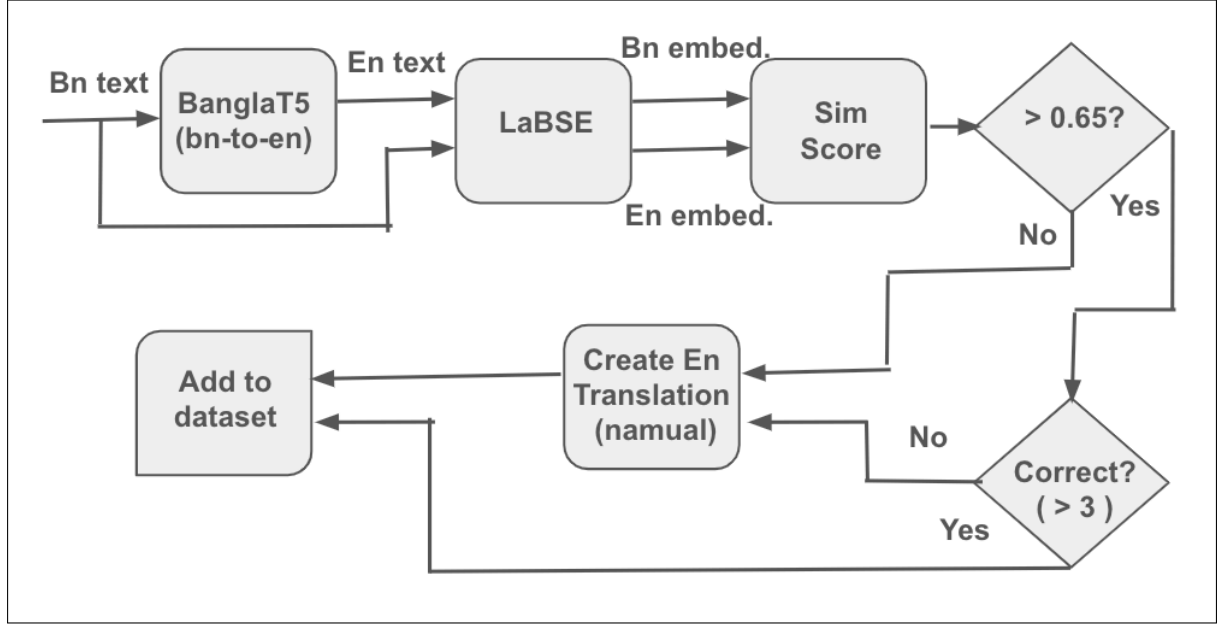 Bn text
BanglaT5
(bn-to-en)
En text
LaBSE
Bn embed.
En embed.
Sim
Score
> 0.65?
Yes
No
Correct?
( > 3 )
No
Yes
Create En
Translation
(namual)
Add to
dataset